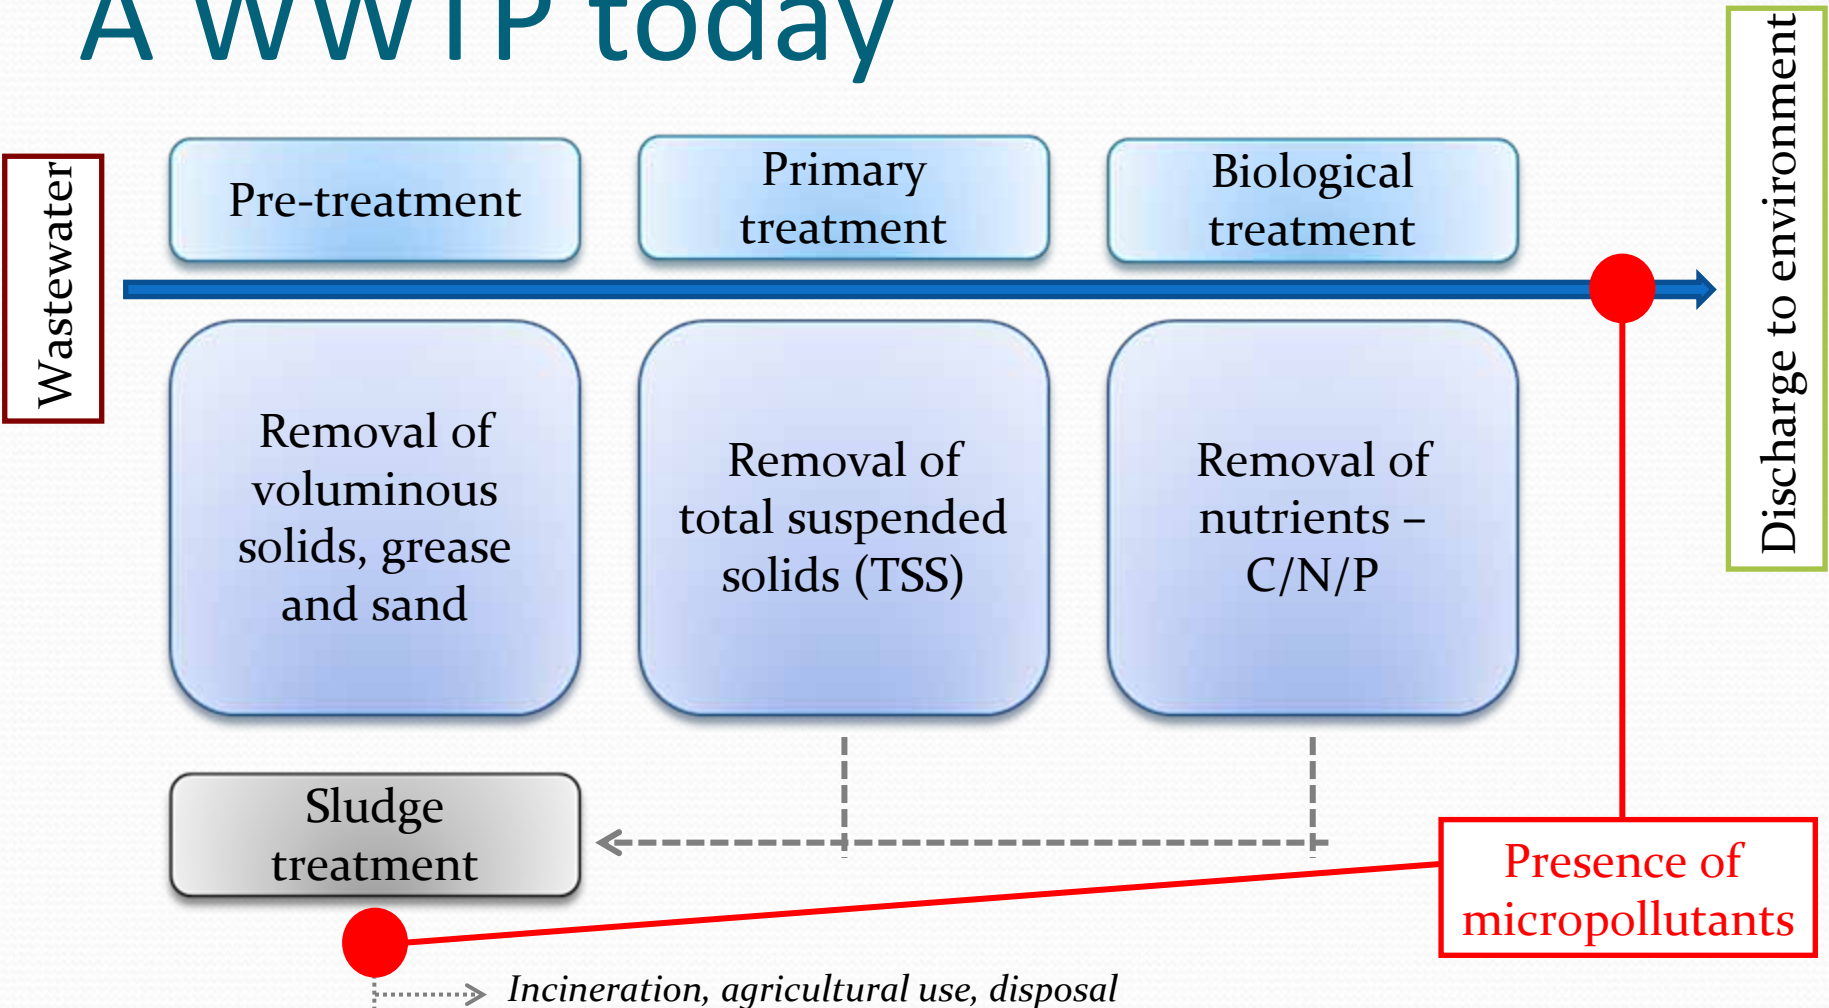 A WWTP today
Wastewater
Pre-treatment
Primary
treatment
Biological
treatment
Discharge to environment
Removal of
voluminous
solids, grease
and sand
Removal of
total suspended
solids (TSS)
Removal of
nutrients –
C/N/P
Sludge
treatment
Presence of
micropollutants
Incineration, agricultural use, disposal